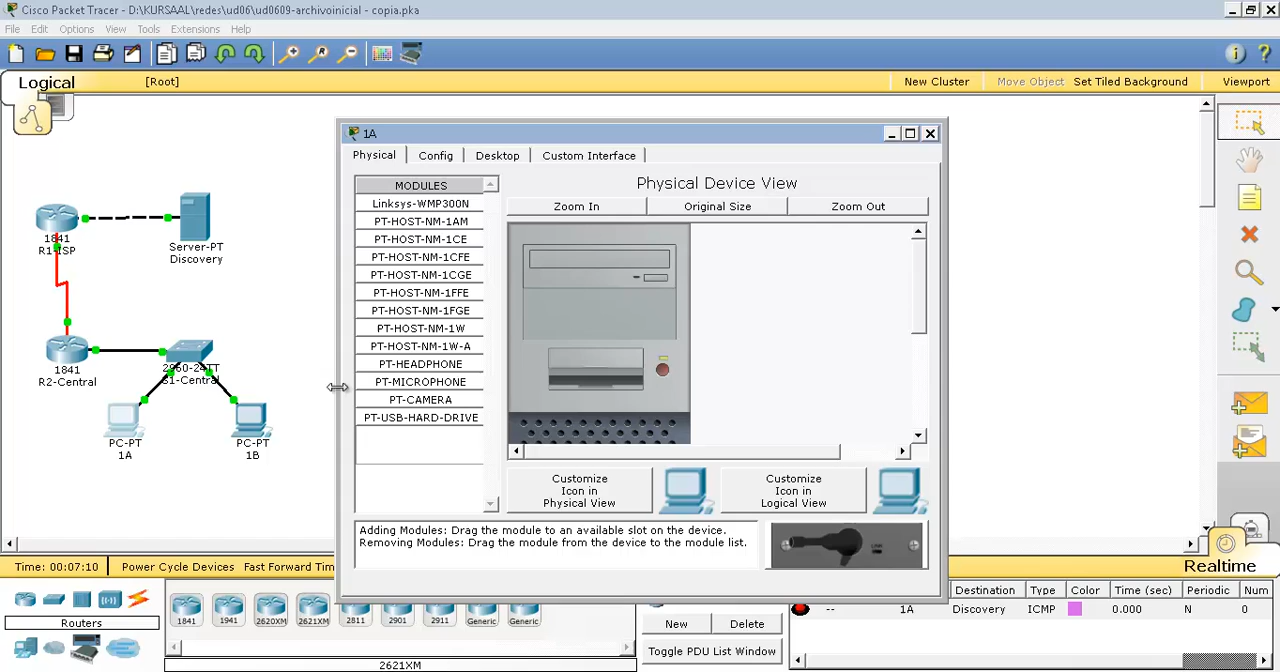 Cisco Packet Tracer - D:\KURSAAL\redes\ud06\ud0609-archivoinicial - copia.pka
File Edit Options View Tools Extensions Help
Logical
[Root]
New Cluster
Move Object
Set Tiled Background
Viewport
1841
R1-ISP
Server-PT
Discovery
1841
R2-Central
2960-24TT
S1-Central
PC-PT
1A
PC-PT
1B
1A
Physical
Config
Desktop
Custom Interface
MODULES
Linksys-WMP300N
PT-HOST-NM-1AM
PT-HOST-NM-1CE
PT-HOST-NM-1CFE
PT-HOST-NM-1CGE
PT-HOST-NM-1FFE
PT-HOST-NM-1FGE
PT-HOST-NM-1W
PT-HOST-NM-1W-A
PT-HEADPHONE
PT-MICROPHONE
PT-CAMERA
PT-USB-HARD-DRIVE
Physical Device View
Zoom In
Original Size
Zoom Out
Customize
Icon in
Physical View
Customize
Icon in
Logical View
Adding Modules: Drag the module to an available slot on the device.
Removing Modules: Drag the module from the device to the module list.
Time: 00:07:10
Power Cycle Devices
Fast Forward Tim
Realtime
Routers
1841
1941
2620XM
2621XM
2811
2901
2911
Generic
Generic
2621XM
New
Delete
Toggle PDU List Window
Destination
Type
Color
Time (sec)
Periodic
Num
--
1A
Discovery
ICMP
0.000
N
0